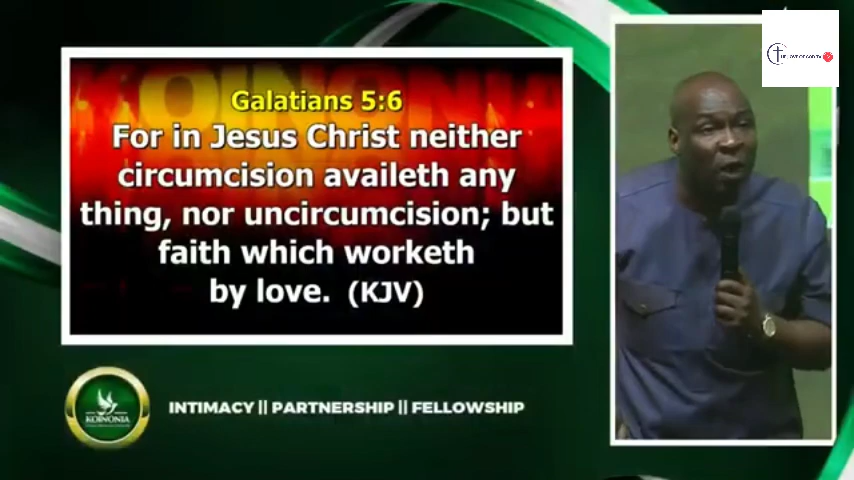 Galatians 5:6
For in Jesus Christ neither
circumcision availeth any
thing, nor uncircumcision; but
faith which worketh
by love. (KJV)
KOINONIA
INTIMACY || PARTNERSHIP || FELLOWSHIP